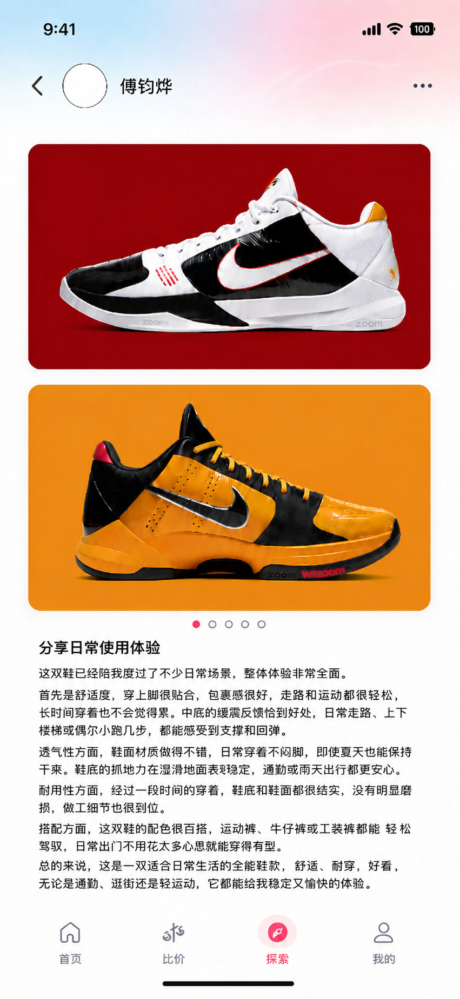 9:41
100
傅钧烨
zoom
zoom
zoom wizoom
分享日常使用体验
这双鞋已经陪我度过了不少日常场景，整体体验非常全面。
首先是舒适度，穿上脚很贴合，包裹感很好，走路和运动都很轻松，
长时间穿着也不会觉得累。中底的缓震反馈恰到好处，日常走路、上下
楼梯或偶尔小跑几步，都能感受到支撑和回弹。
透气性方面，鞋面材质做得不错，日常穿着不闷脚，即使夏天也能保持
干来。鞋底的抓地力在湿滑地面表稳定，通勤或雨天出行都更安心。
耐用性方面，经过一段时间的穿着，鞋底和鞋面都很结实，没有明显磨
损，做工细节也很到位。
搭配方面，这双鞋的配色很百搭，运动裤、牛仔裤或工装裤都能 轻 松
驾驭，日常出门不用花太多心思就能穿得有型。
总的来说，这是一双适合日常生活的全能鞋款，舒适、耐穿，好看，
无论是通勤、逛街还是轻运动，它都能给我稳定又愉快的体验。
首页
比价
探索
我的